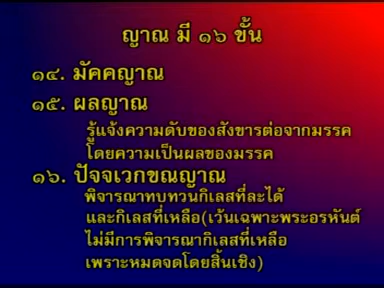 ญาณ มี ๑๖ ขั้น
๑๔. มัคคญาณ
๑๕. ผลญาณ
รู้แจ้งความดับของสังขารต่อจากมรรค
โดยความเป็นผลของมรรค
๑๖. ปัจจเวกขณญาณ
พิจารณาทบทวนกิเลสที่ละได้
และกิเลสที่เหลือ(เว้นเฉพาะพระอรหันต์
ไม่มีการพิจารณากิเลสที่เหลือ
เพราะหมดจดโดยสิ้นเชิง)